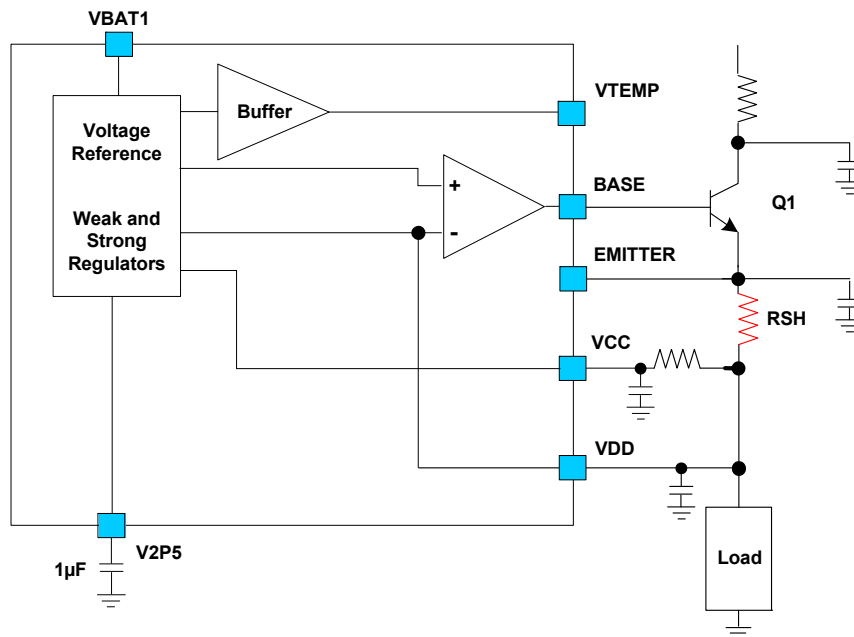 VBAT1
Voltage
Reference
Weak and
Strong
Regulators
Buffer
VTEMP
+
-
BASE
Q1
EMITTER
RSH
VCC
VDD
V2P5
1µF
Load